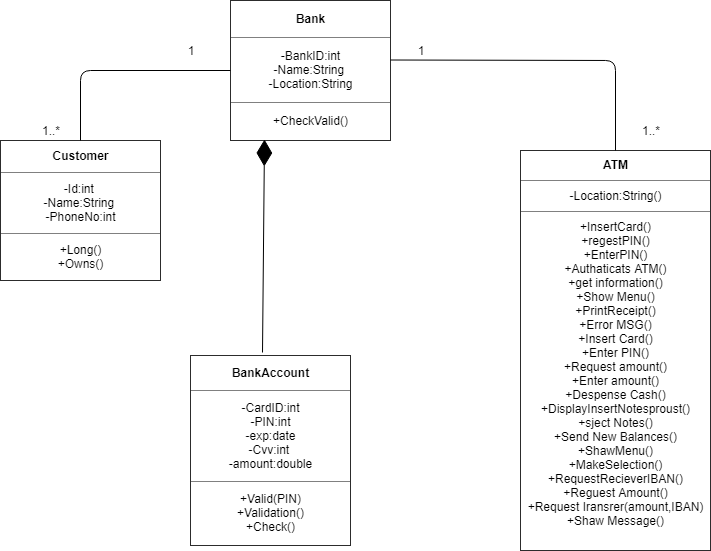 Bank
-BankID:int
-Name:String
-Location:String
+CheckValid()
1
1
1..*
1..*
Customer
-Id:int
-Name:String
-PhoneNo:int
+Long()
+Owns()
ATM
-Location:String()
+InsertCard()
+regestPIN()
+EnterPIN()
+Authaticats ATM()
+get information()
+Show Menu()
+PrintReceipt()
+Error MSG()
+Insert Card()
+Enter PIN()
+Request amount()
+Enter amount()
+Despense Cash()
+DisplayInsertNotesproust()
+sject Notes()
+Send New Balances()
+ShawMenu()
+MakeSelection()
+RequestRecieverIBAN()
+Reguest Amount()
+Request Iransrer(amount,IBAN)
+Shaw Message()
BankAccount
-CardID:int
-PIN:int
-exp:date
-Cvv:int
-amount:double
+Valid(PIN)
+Validation()
+Check()